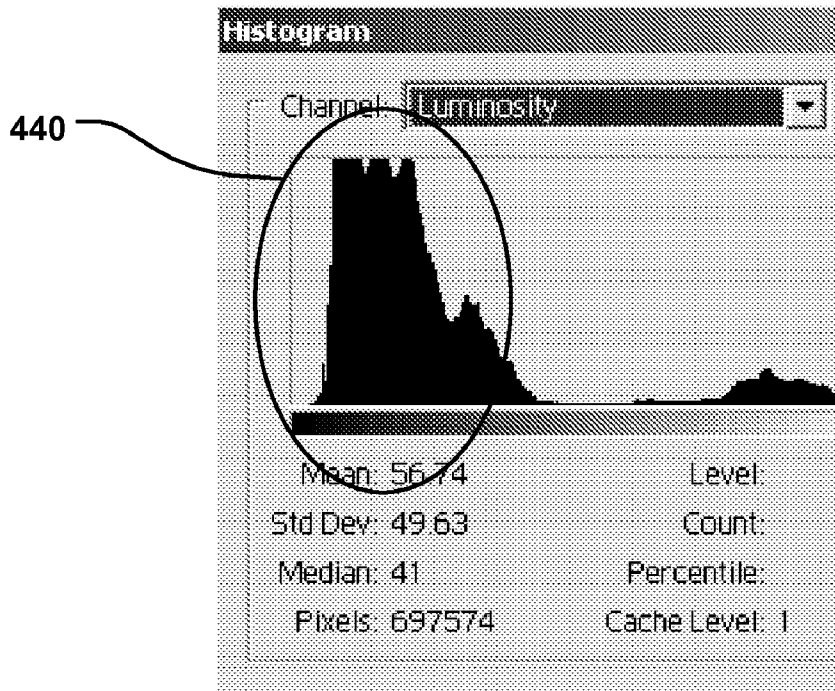 Histogram
Channel: Luminosity
440
Mean: 56.74 Level:
Std Dev: 49.63 Count:
Median: 41 Percentile:
Pixels: 697574 Cache Level: 1